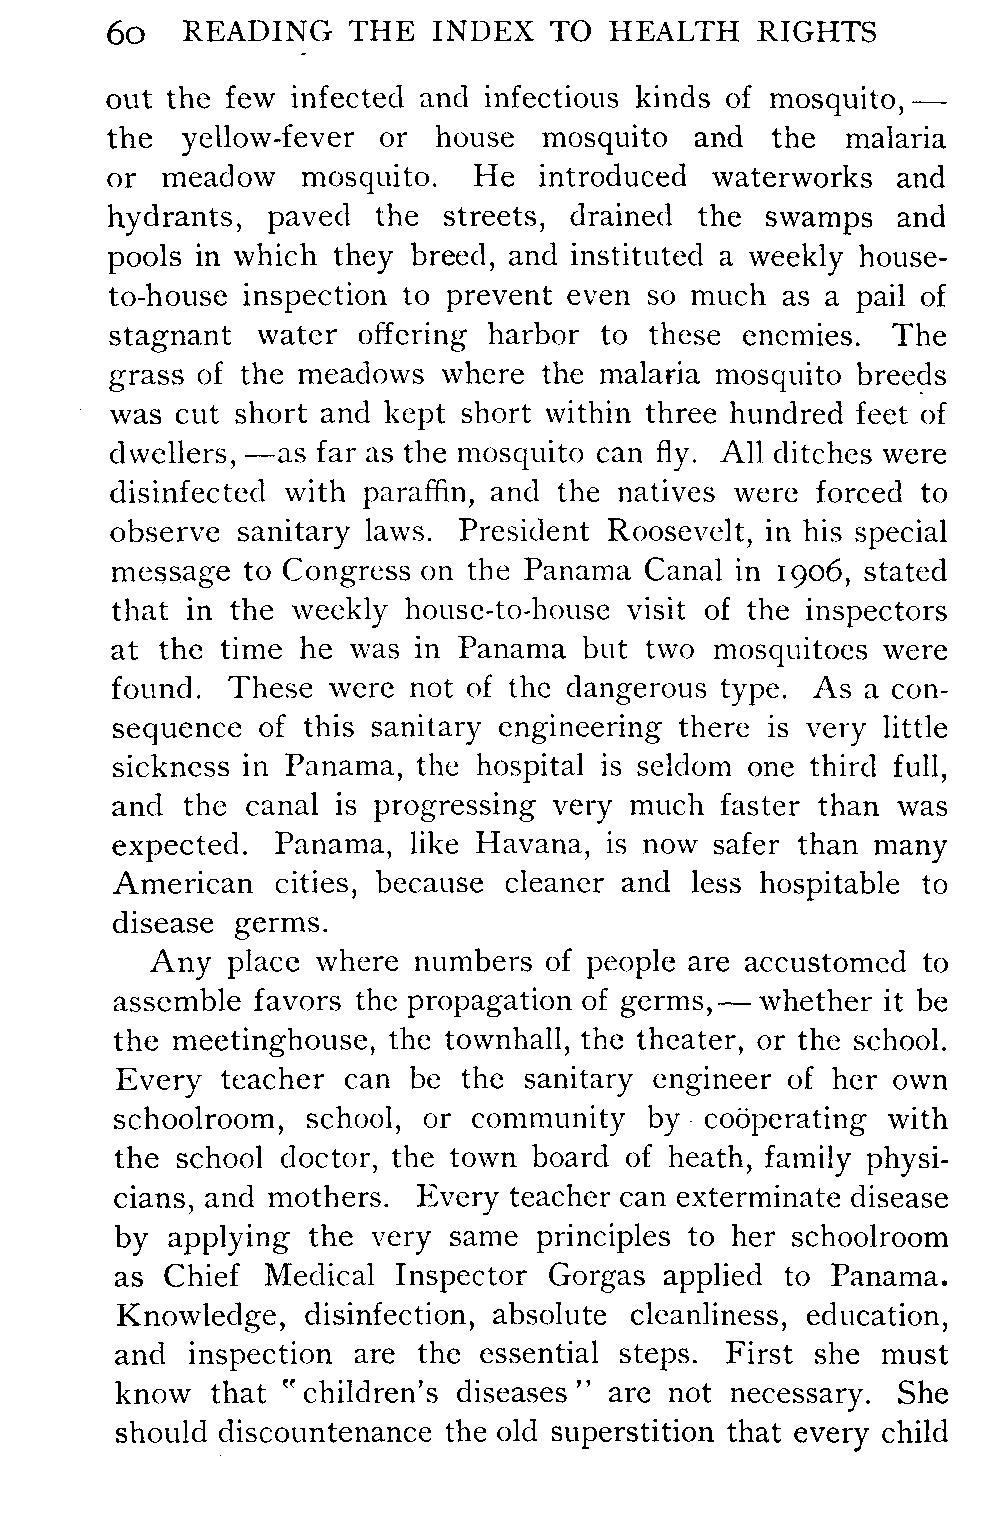 60 READING THE INDEX TO HEALTH RIGHTS
out the few infected and infectious kinds of mosquito, —
the yellow-fever or house mosquito and the malaria
or meadow mosquito. He introduced waterworks and
hydrants, paved the streets, drained the swamps and
pools in which they breed, and instituted a weekly house-
to-house inspection to prevent even so much as a pail of
stagnant water offering harbor to these enemies. The
grass of the meadows where the malaria mosquito breeds
was cut short and kept short within three hundred feet of
dwellers, —as far as the mosquito can fly. All ditches were
disinfected with paraffin, and the natives were forced to
observe sanitary laws. President Roosevelt, in his special
message to Congress on the Panama Canal in 1906, stated
that in the weekly house-to-house visit of the inspectors
at the time he was in Panama but two mosquitoes were
found. These were not of the dangerous type. As a con-
sequence of this sanitary engineering there is very little
sickness in Panama, the hospital is seldom one third full,
and the canal is progressing very much faster than was
expected. Panama, like Havana, is now safer than many
American cities, because cleaner and less hospitable to
disease germs.
Any place where numbers of people are accustomed to
assemble favors the propagation of germs, — whether it be
the meetinghouse, the townhall, the theater, or the school.
Every teacher can be the sanitary engineer of her own
schoolroom, school, or community by coöperating with
the school doctor, the town board of heath, family physi-
cians, and mothers. Every teacher can exterminate disease
by applying the very same principles to her schoolroom
as Chief Medical Inspector Gorgas applied to Panama.
Knowledge, disinfection, absolute cleanliness, education,
and inspection are the essential steps. First she must
know that "children's diseases" are not necessary. She
should discountenance the old superstition that every child